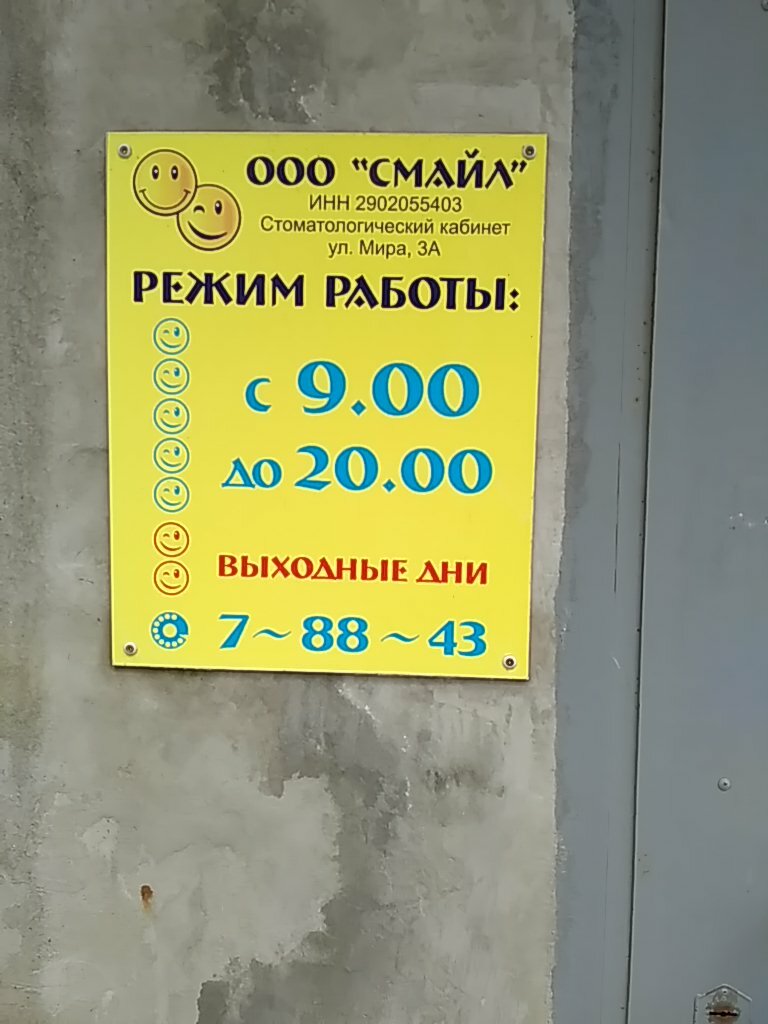 ООО "СМАЙЛ"
ИНН 2902055403
Стоматологический кабинет
ул. Мира, 3А
РЕЖИМ РАБОТЫ:
с 9.00
до 20.00
ВЫХОДНЫЕ ДНИ
7~88~43